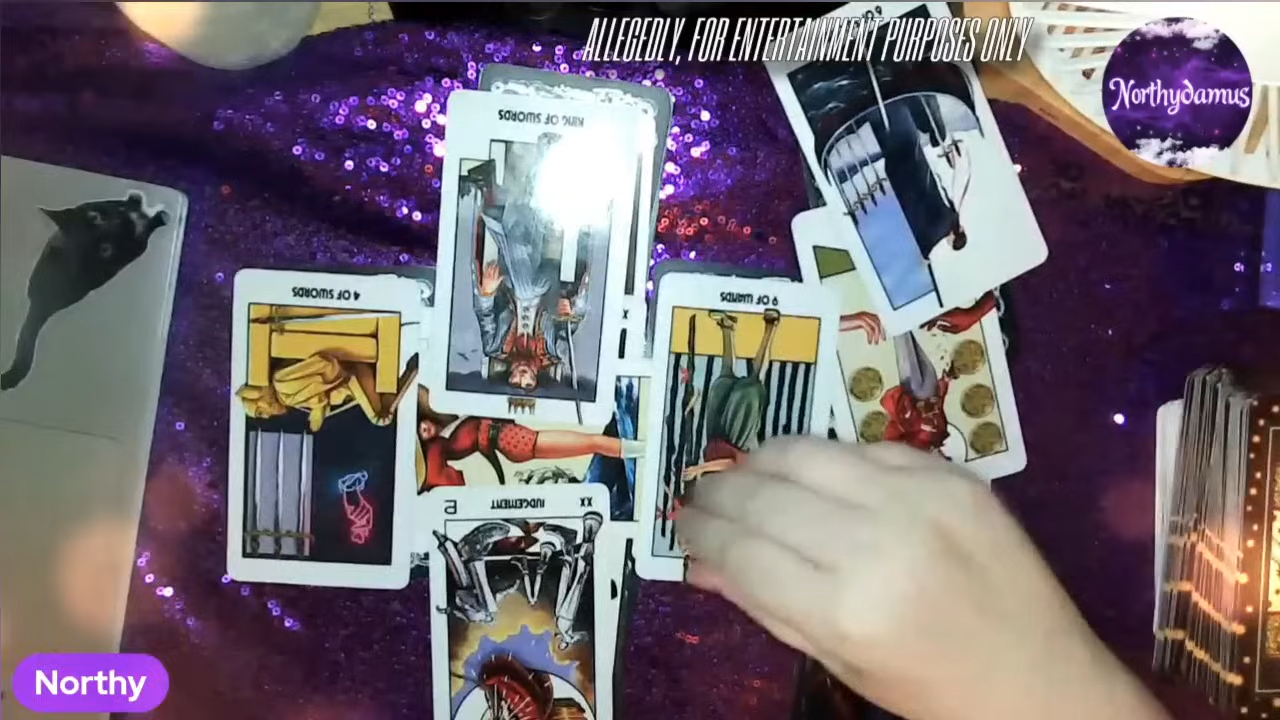 ALLEGEDLY, FOR ENTERTAINMENT PURPOSES ONLY
Northydamus
KING OF SWORDS
4 OF SWORDS
9 OF WANDS
XX
JUDGEMENT
Northy